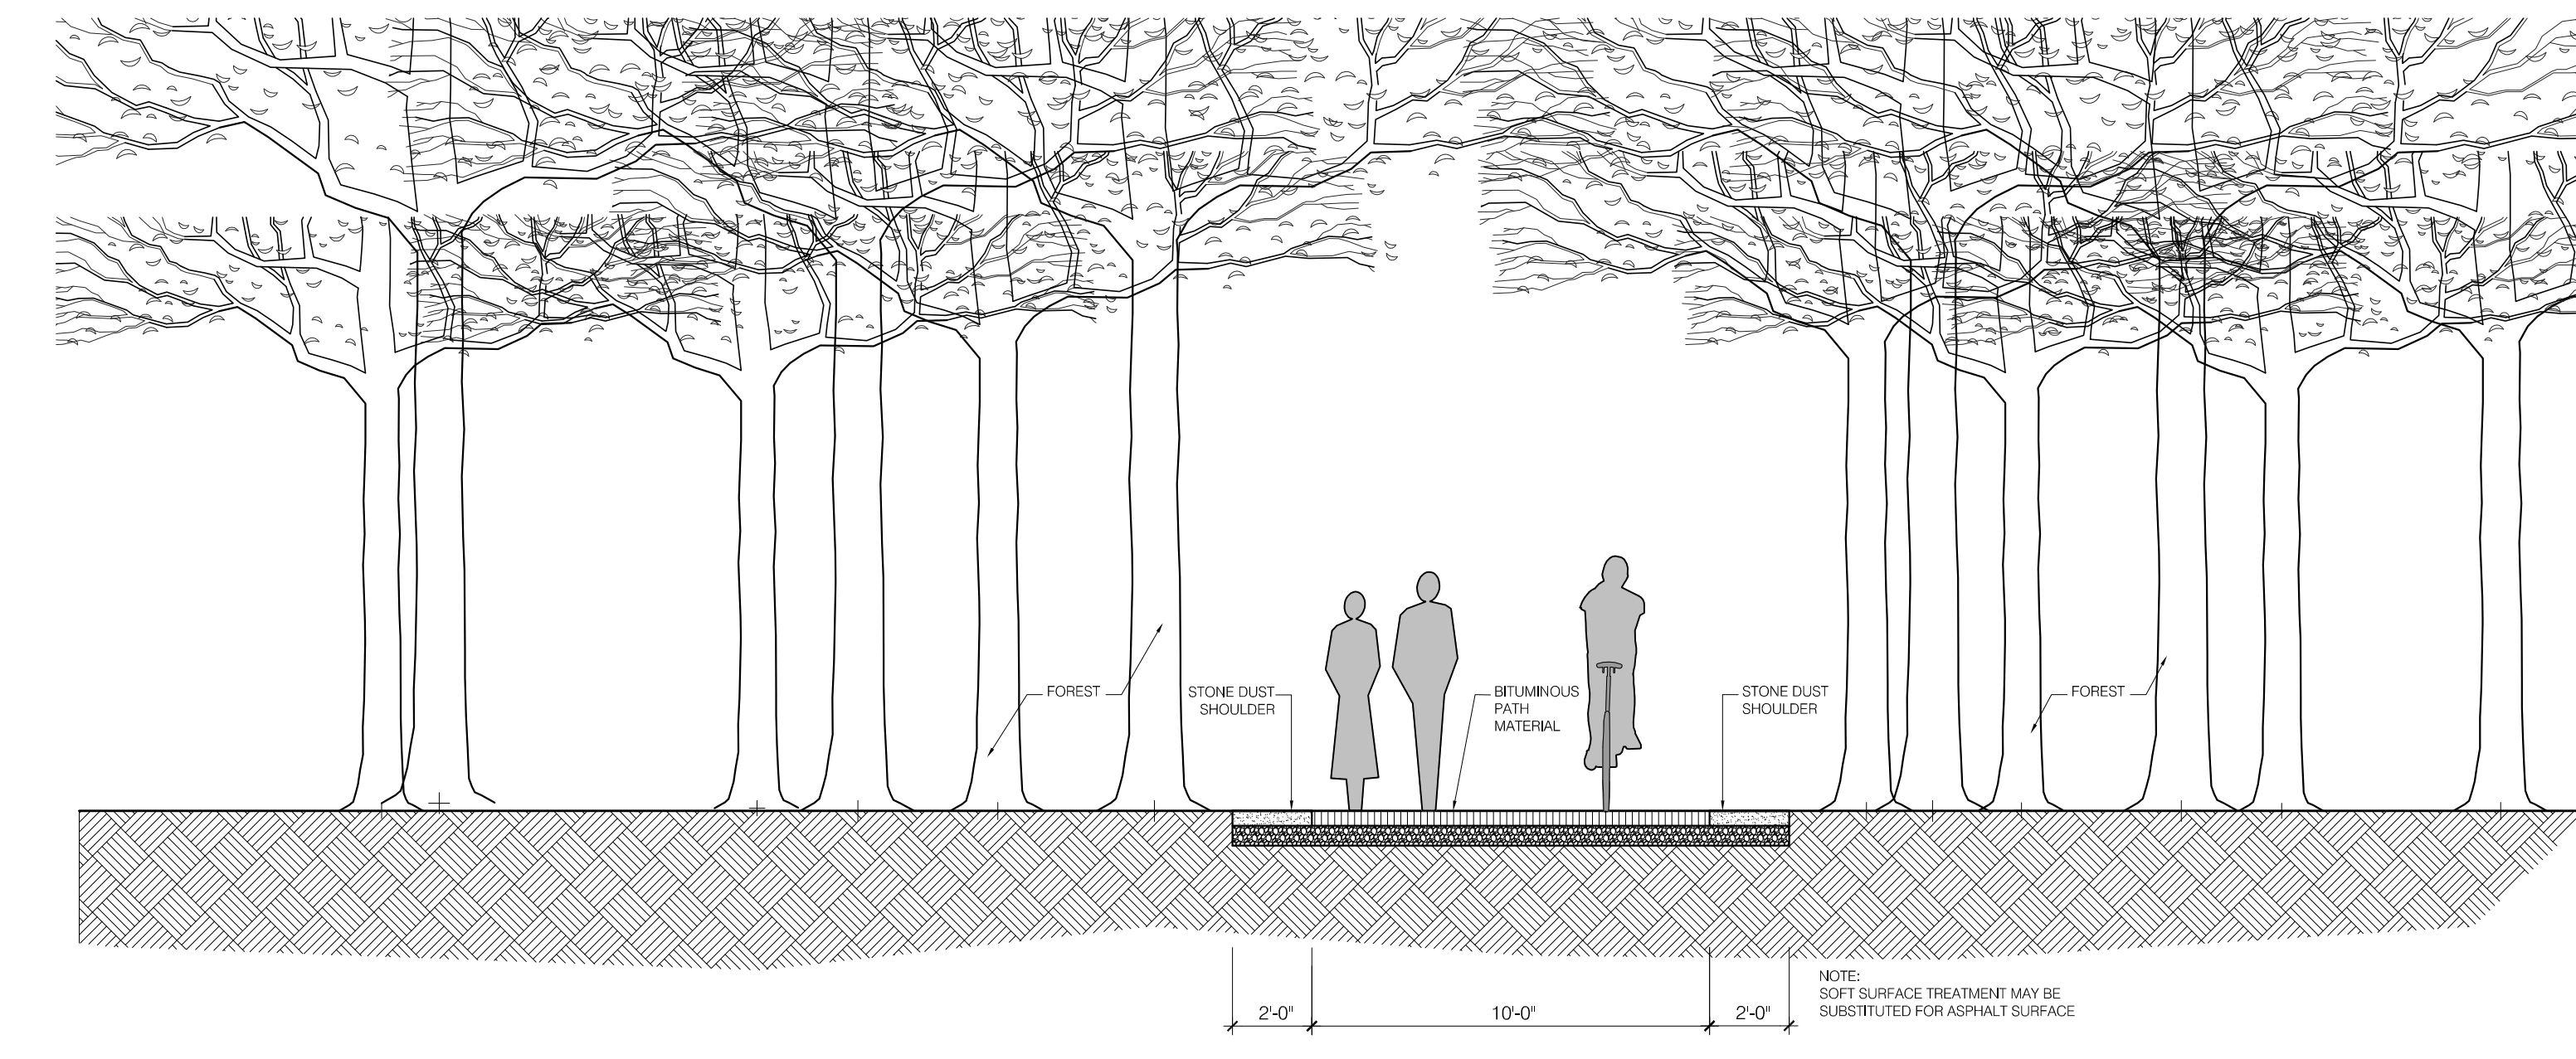 FOREST
STONE DUST
SHOULDER
BITUMINOUS
PATH
MATERIAL
STONE DUST
SHOULDER
FOREST
2'-0"
10'-0"
2'-0"
NOTE:
SOFT SURFACE TREATMENT MAY BE
SUBSTITUTED FOR ASPHALT SURFACE